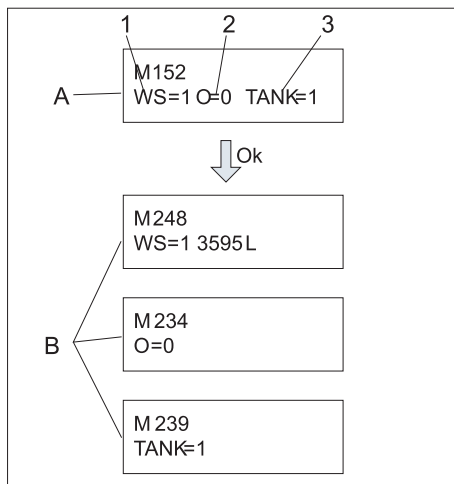 1 2 3
M152
A
WS=1 O=0 TANK=1
Ok
M248
WS=1 3595L
M234
B
O=0
M239
TANK=1